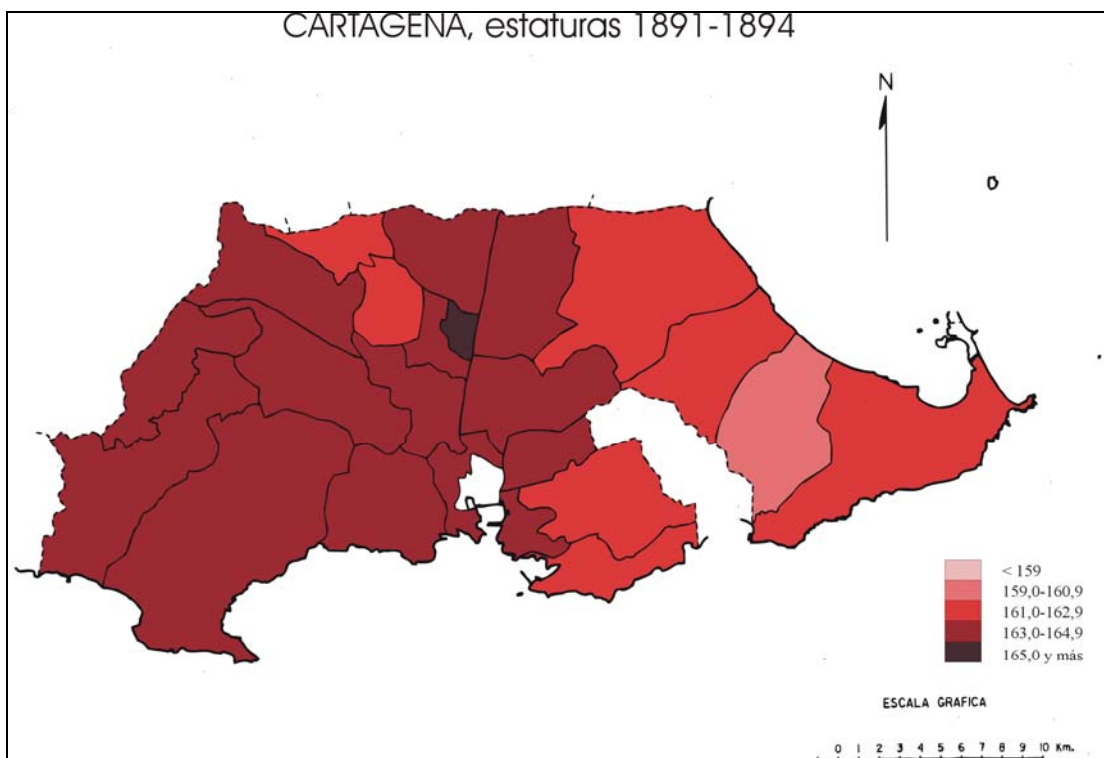 CARTAGENA, estaturas 1891-1894
N
< 159
159,0-160,9
161,0-162,9
163,0-164,9
165,0 y más
ESCALA GRAFICA
0 1 2 3 4 5 6 7 8 9 10 Km.